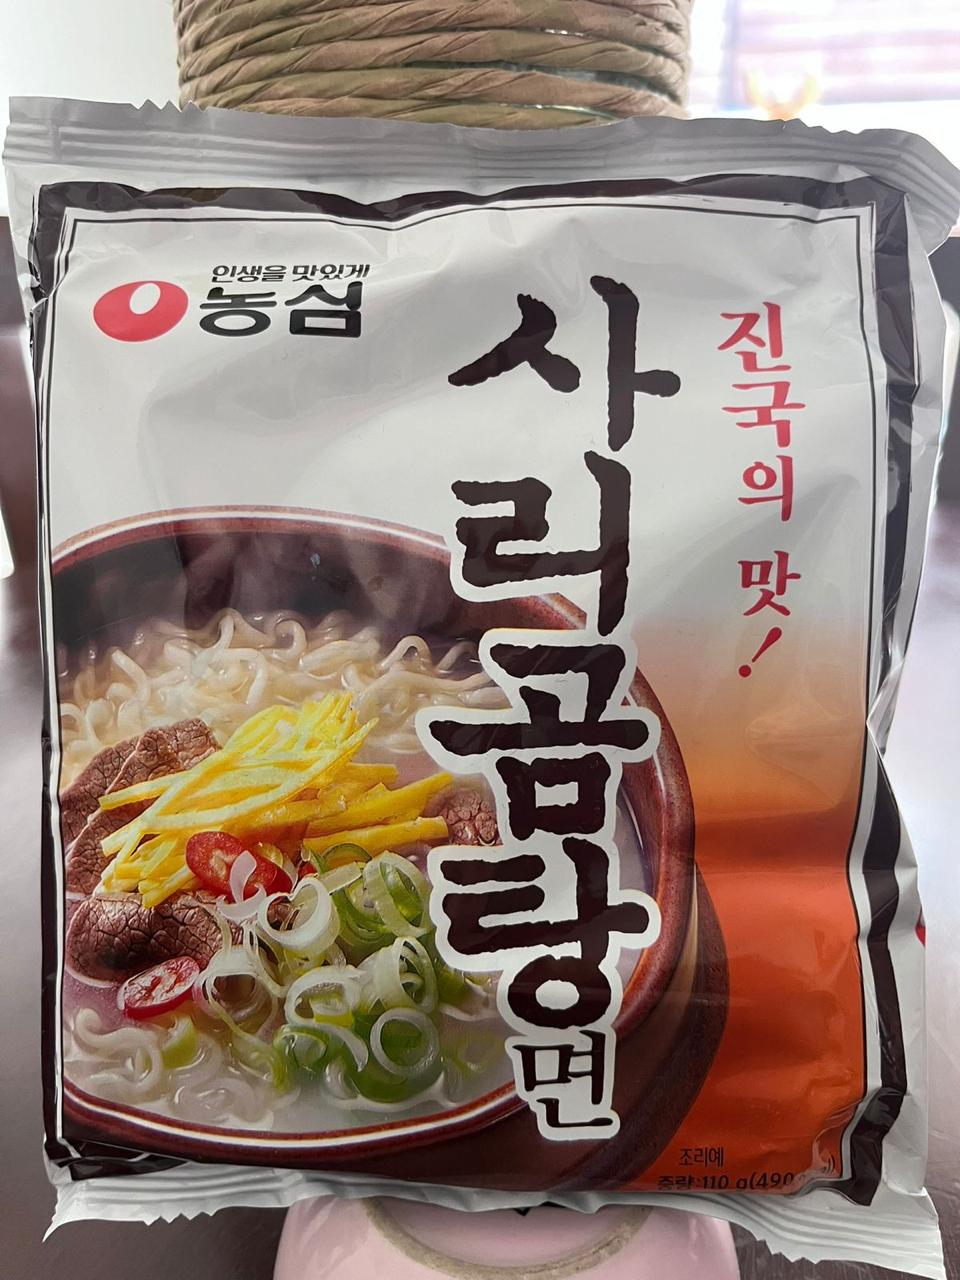 인생을 맛있게
농심
사리곰탕면
진국의 맛!
조리예
중량:110 g(490